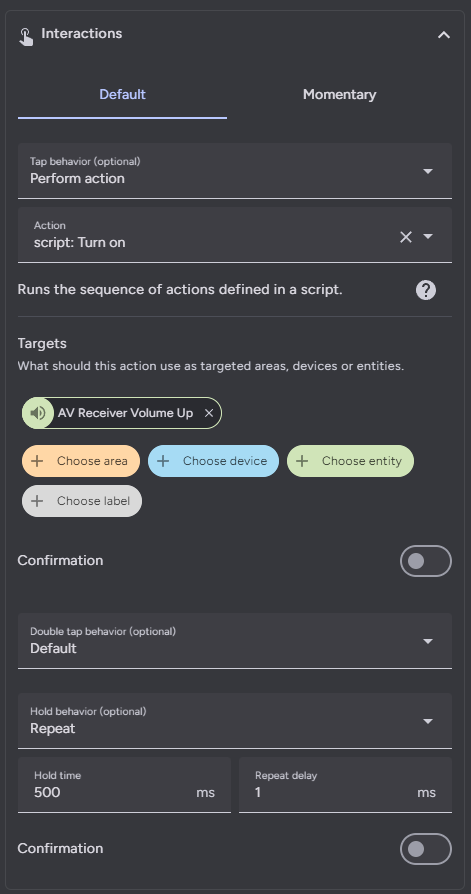 Interactions
Default
Momentary
Tap behavior (optional)
Perform action
Action
script: Turn on
Runs the sequence of actions defined in a script.
Targets
What should this action use as targeted areas, devices or entities.
AV Receiver Volume Up
Choose area
Choose device
Choose entity
Choose label
Confirmation
Double tap behavior (optional)
Default
Hold behavior (optional)
Repeat
Hold time
500 ms
Repeat delay
1 ms
Confirmation